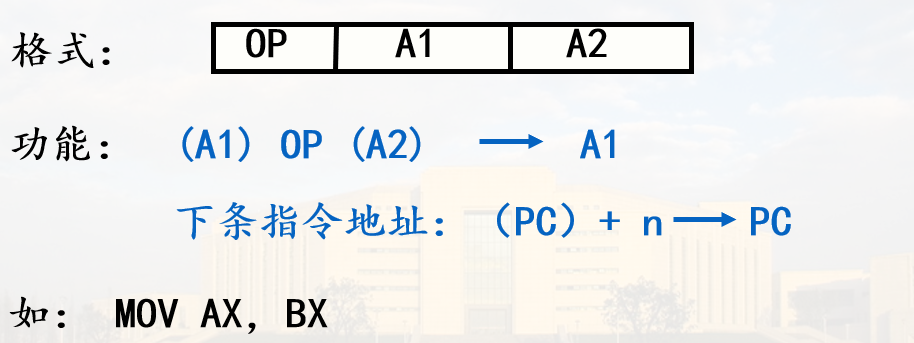 格式： OP A1 A2
功能： (A1) OP (A2) → A1
下条指令地址：（PC）+ n → PC
如： MOV AX, BX